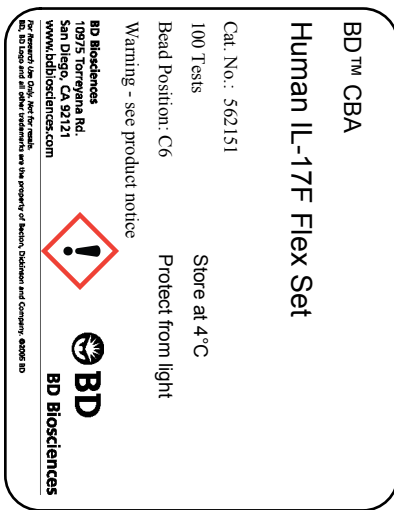 BD™ CBA
Human IL-17F Flex Set
Cat. No.: 562151
100 Tests
Store at 4°C
Bead Position: C6
Protect from light
Warning - see product notice
BD Biosciences
10975 Torreyana Rd.
San Diego, CA 92121
www.bdbiosciences.com
BD
BD Biosciences
For Research Use Only. Not for resale.
BD, BD Logo and all other trademarks are the property of Becton, Dickinson and Company. ©2005 BD